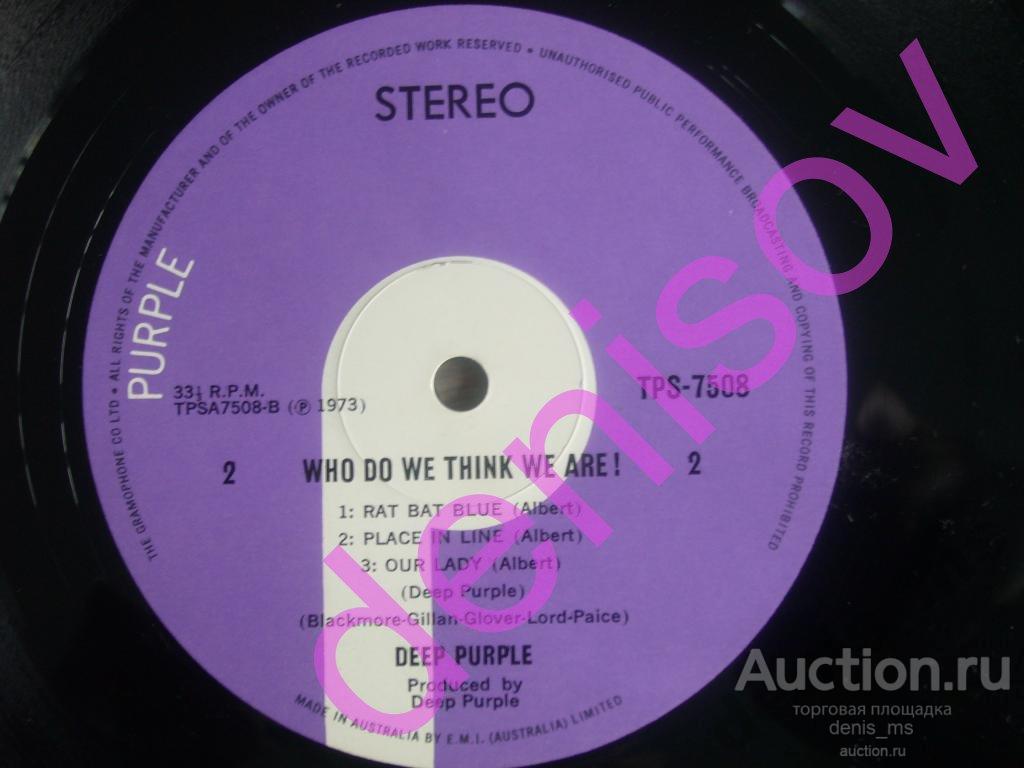 THE GRAMOPHONE CO LTD • ALL RIGHTS OF THE MANUFACTURER AND OF THE OWNER OF THE RECORDED WORK RESERVED • UNAUTHORISED PUBLIC PERFORMANCE BROADCASTING AND COPYING OF THIS RECORD PROHIBITED
STEREO
PURPLE
33⅓ R.P.M.
TPSA7508-B (℗ 1973)
TPS-7508
2 WHO DO WE THINK WE ARE! 2
1: RAT BAT BLUE (Albert)
2: PLACE IN LINE (Albert)
3: OUR LADY (Albert)
(Deep Purple)
(Blackmore-Gillan-Glover-Lord-Paice)
DEEP PURPLE
Produced by
Deep Purple
MADE IN AUSTRALIA BY E.M.I. (AUSTRALIA) LIMITED
denisov
Auction.ru
торговая площадка
denis_ms
auction.ru